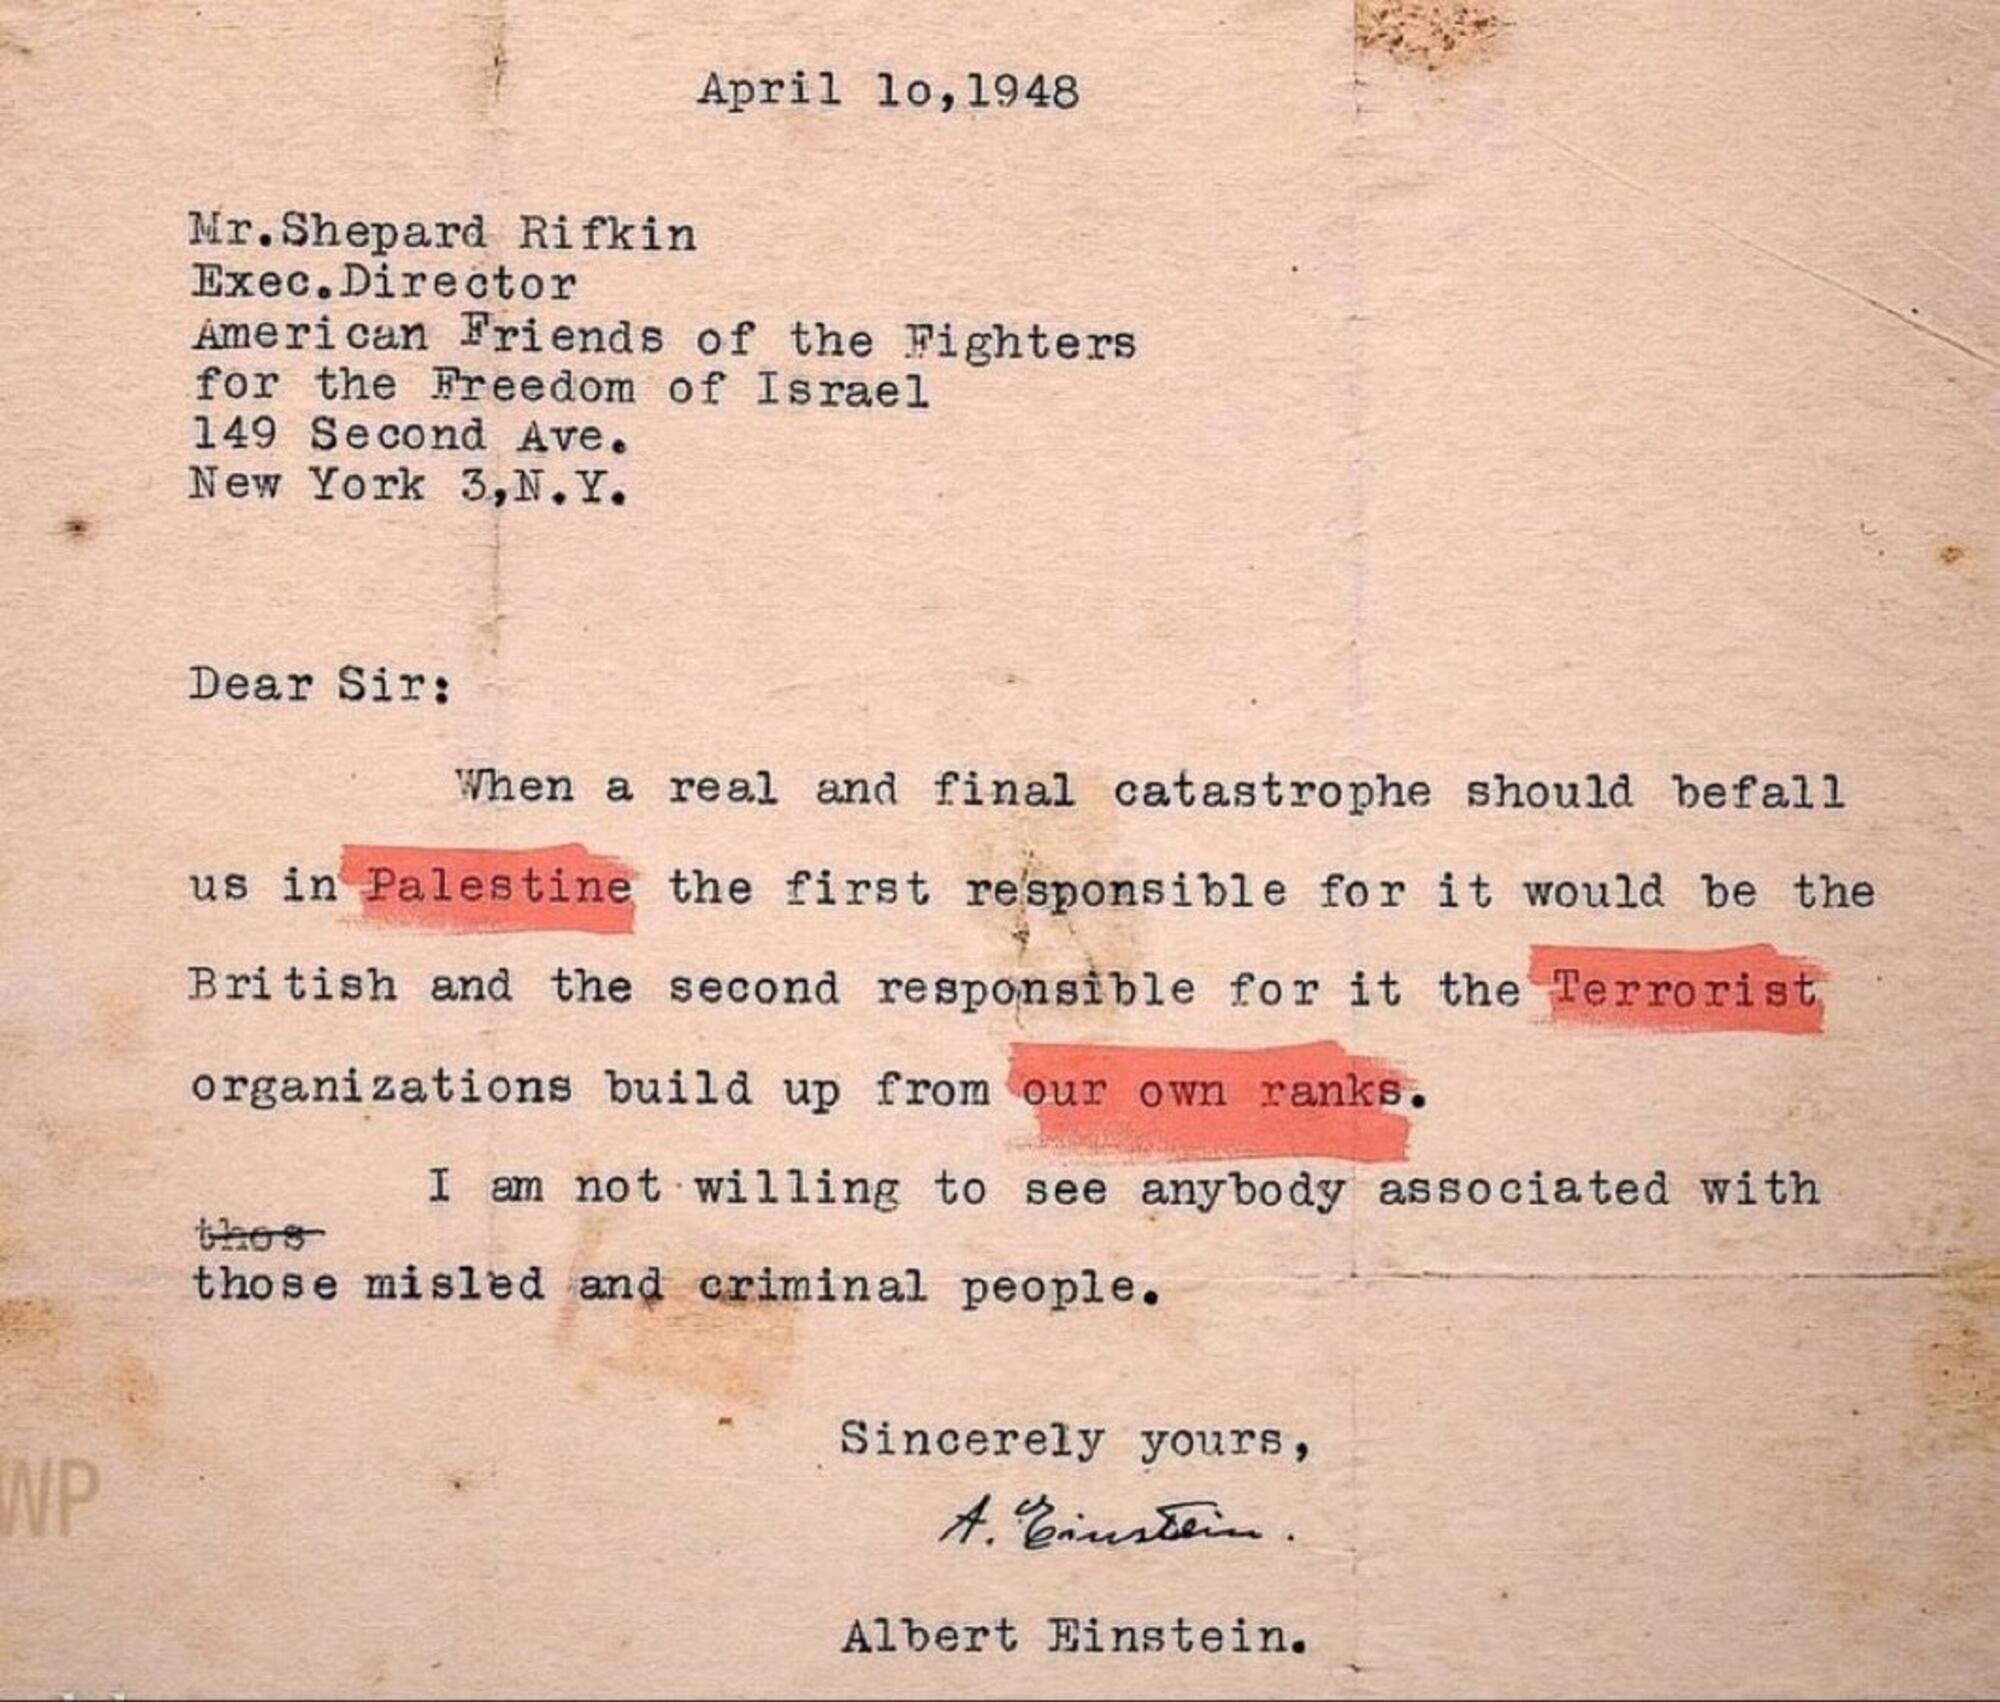 April 1o,1948
Mr.Shepard Rifkin
Exec.Director
American Friends of the Fighters
for the Freedom of Israel
149 Second Ave.
New York 3,N.Y.
Dear Sir:
When a real and final catastrophe should befall
us in Palestine the first responsible for it would be the
British and the second responsible for it the Terrorist
organizations build up from our own ranks.
I am not willing to see anybody associated with
thos
those misled and criminal people.
Sincerely yours,
A. Einstein.
Albert Einstein.
WP